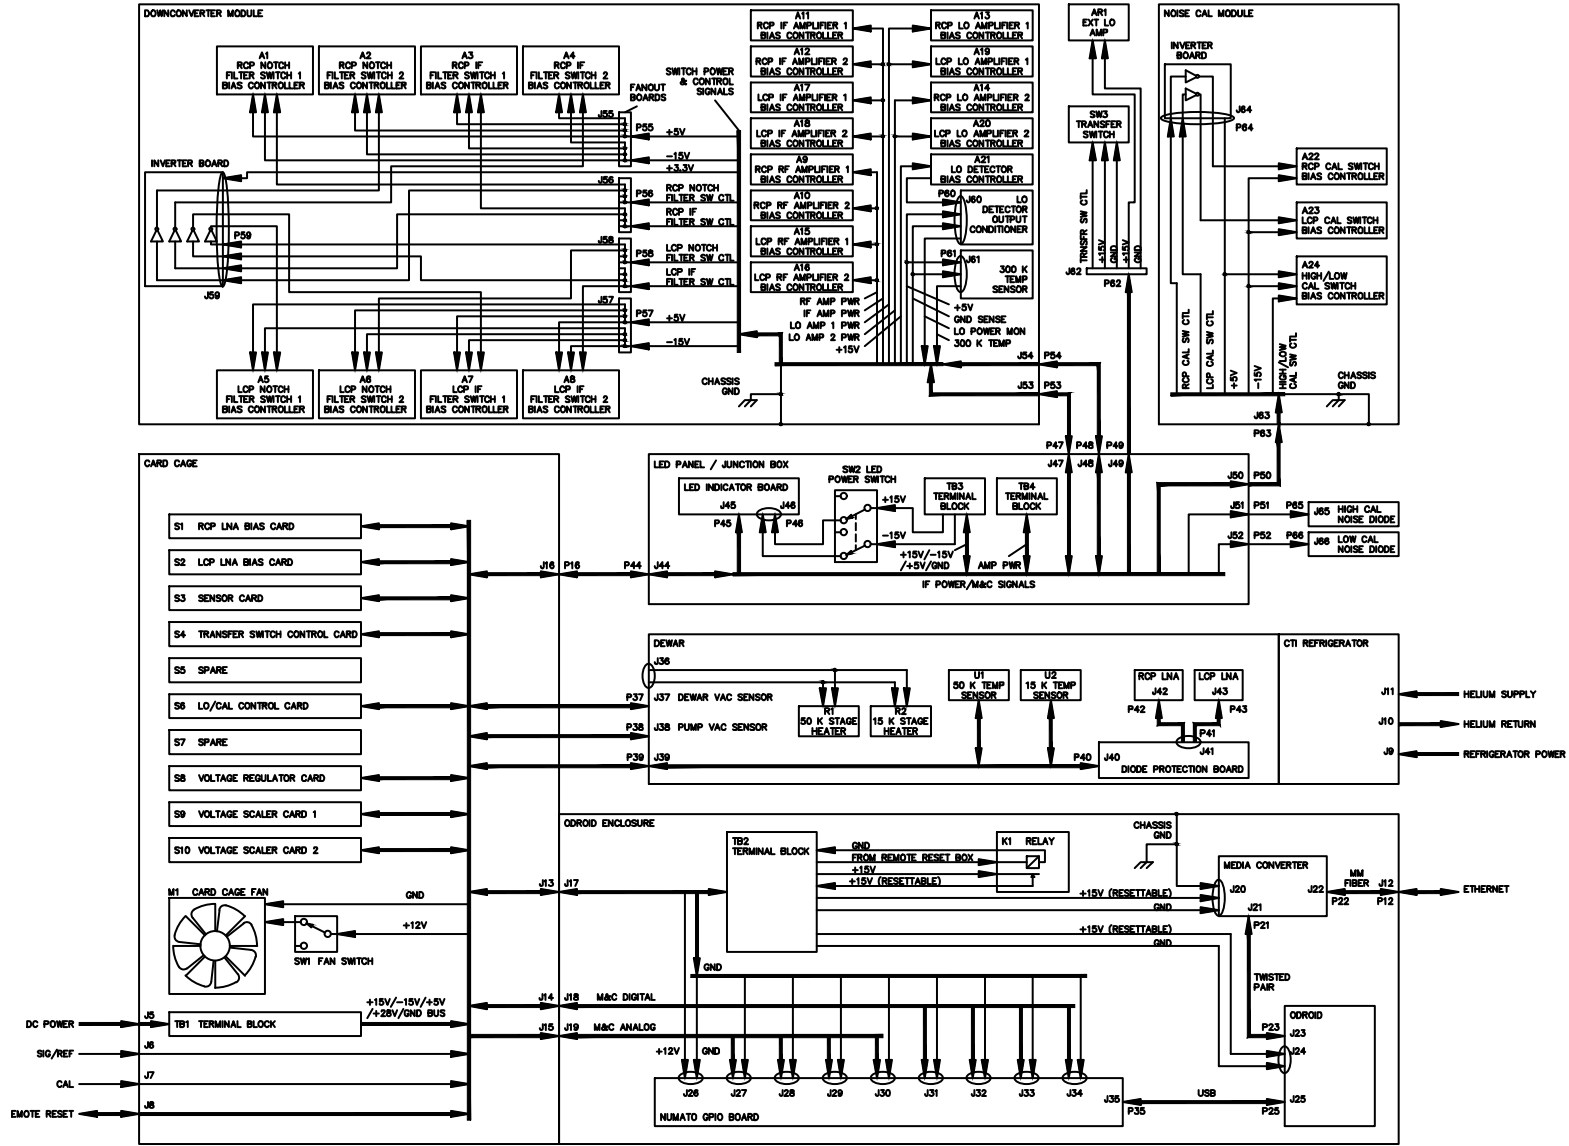 DOWNCONVERTER MODULE
A1
RCP NOTCH
FILTER SWITCH 1
BIAS CONTROLLER
A2
RCP NOTCH
FILTER SWITCH 2
BIAS CONTROLLER
A3
RCP IF
FILTER SWITCH 1
BIAS CONTROLLER
A4
RCP IF
FILTER SWITCH 2
BIAS CONTROLLER
SWITCH POWER
& CONTROL
SIGNALS
FANOUT
BOARDS
J55
P55
+5V
-15V
+3.3V
INVERTER BOARD
J56
P56
RCP NOTCH
FILTER SW CTL
RCP IF
FILTER SW CTL
P59
J58
P58
LCP NOTCH
FILTER SW CTL
LCP IF
FILTER SW CTL
J59
J57
P57
+5V
-15V
A5
LCP NOTCH
FILTER SWITCH 1
BIAS CONTROLLER
A6
LCP NOTCH
FILTER SWITCH 2
BIAS CONTROLLER
A7
LCP IF
FILTER SWITCH 1
BIAS CONTROLLER
A8
LCP IF
FILTER SWITCH 2
BIAS CONTROLLER
A11
RCP IF AMPLIFIER 1
BIAS CONTROLLER
A12
RCP IF AMPLIFIER 2
BIAS CONTROLLER
A17
LCP IF AMPLIFIER 1
BIAS CONTROLLER
A18
LCP IF AMPLIFIER 2
BIAS CONTROLLER
A9
RCP RF AMPLIFIER 1
BIAS CONTROLLER
A10
RCP RF AMPLIFIER 2
BIAS CONTROLLER
A15
LCP RF AMPLIFIER 1
BIAS CONTROLLER
A16
LCP RF AMPLIFIER 2
BIAS CONTROLLER
RF AMP PWR
IF AMP PWR
LO AMP 1 PWR
LO AMP 2 PWR
+15V
A13
RCP LO AMPLIFIER 1
BIAS CONTROLLER
A19
LCP LO AMPLIFIER 1
BIAS CONTROLLER
A14
RCP LO AMPLIFIER 2
BIAS CONTROLLER
A20
LCP LO AMPLIFIER 2
BIAS CONTROLLER
A21
LO DETECTOR
BIAS CONTROLLER
P60
J60
LO
DETECTOR
OUTPUT
CONDITIONER
P61
J61
300 K
TEMP
SENSOR
+5V
GND SENSE
LO POWER MON
300 K TEMP
CHASSIS
GND
J54
P54
J53
P53
AR1
EXT LO
AMP
SW3
TRANSFER
SWITCH
TRNSFR SW CTL
+15V
GND
+15V
GND
J62
P62
NOISE CAL MODULE
INVERTER
BOARD
J64
P64
A22
RCP CAL SWITCH
BIAS CONTROLLER
A23
LCP CAL SWITCH
BIAS CONTROLLER
A24
HIGH/LOW
CAL SWITCH
BIAS CONTROLLER
RCP CAL SW CTL
LCP CAL SW CTL
+5V
-15V
HIGH/LOW
CAL SW CTL
CHASSIS
GND
J63
P63
CARD CAGE
S1 RCP LNA BIAS CARD
S2 LCP LNA BIAS CARD
S3 SENSOR CARD
S4 TRANSFER SWITCH CONTROL CARD
S5 SPARE
S6 LO/CAL CONTROL CARD
S7 SPARE
S8 VOLTAGE REGULATOR CARD
S9 VOLTAGE SCALER CARD 1
S10 VOLTAGE SCALER CARD 2
M1 CARD CAGE FAN
GND
+12V
SW1 FAN SWITCH
+15V/-15V/+5V
/+28V/GND BUS
DC POWER
J5
TB1 TERMINAL BLOCK
SIG/REF
J6
CAL
J7
EMOTE RESET
J8
J16
P16
P44
J44
LED PANEL / JUNCTION BOX
LED INDICATOR BOARD
J45
J46
P45
P46
SW2 LED
POWER SWITCH
+15V
-15V
TB3
TERMINAL
BLOCK
TB4
TERMINAL
BLOCK
+15V/-15V
/+5V/GND
AMP PWR
IF POWER/M&C SIGNALS
P47
P48
P49
J47
J48
J49
J50
P50
J51
P51
P65
J65
HIGH CAL
NOISE DIODE
J52
P52
P66
J66
LOW CAL
NOISE DIODE
DEWAR
J36
P37
J37 DEWAR VAC SENSOR
P38
J38 PUMP VAC SENSOR
P39
J39
R1
50 K STAGE
HEATER
R2
15 K STAGE
HEATER
U1
50 K TEMP
SENSOR
U2
15 K TEMP
SENSOR
RCP LNA
J42
LCP LNA
J43
P42
P43
P41
P40
J40
J41
DIODE PROTECTION BOARD
CTI REFRIGERATOR
J11
HELIUM SUPPLY
J10
HELIUM RETURN
J9
REFRIGERATOR POWER
ODROID ENCLOSURE
TB2
TERMINAL BLOCK
GND
FROM REMOTE RESET BOX
+15V
+15V (RESETTABLE)
K1 RELAY
+15V (RESETTABLE)
GND
+15V (RESETTABLE)
GND
CHASSIS
GND
MEDIA CONVERTER
J20
J21
J22
P22
MM
FIBER
J12
P12
ETHERNET
P21
TWISTED
PAIR
J13
J17
GND
J14
J18
M&C DIGITAL
J15
J19
M&C ANALOG
+12V
GND
J26
J27
J28
J29
J30
J31
J32
J33
J34
J35
NUMATO GPIO BOARD
P35
USB
P25
ODROID
P23
J23
J24
J25